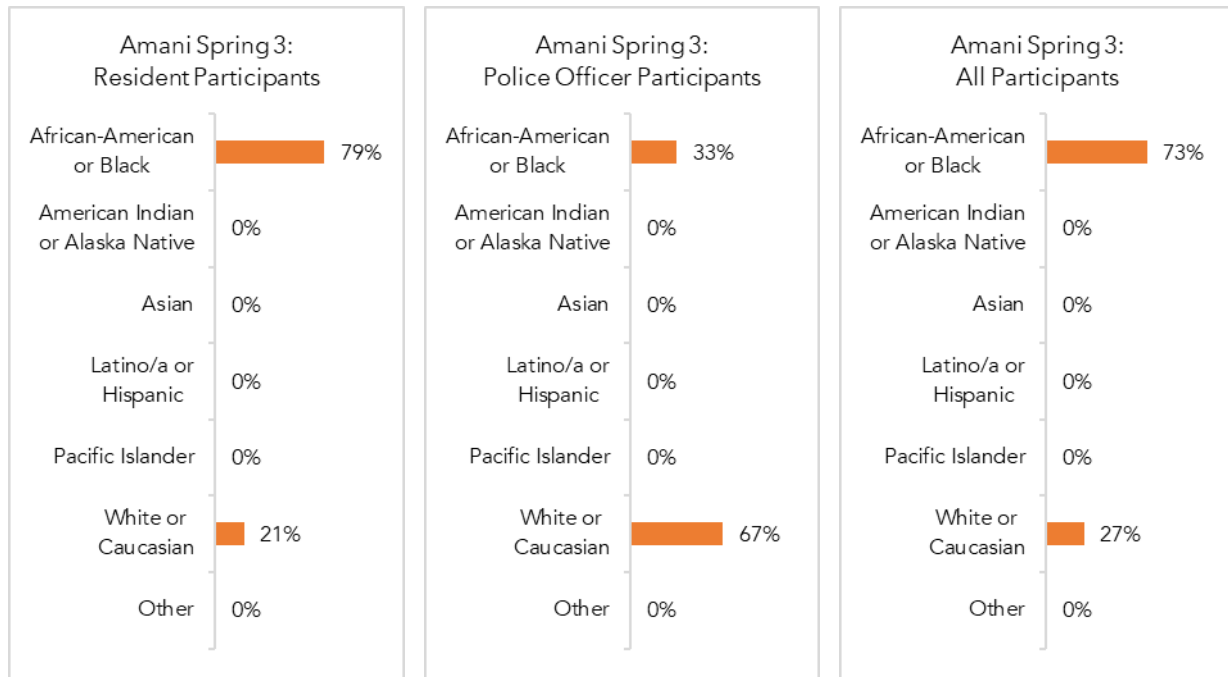 Amani Spring 3:
Resident Participants
African-American
or Black
79%
American Indian
or Alaska Native
0%
Asian
0%
Latino/a or
Hispanic
0%
Pacific Islander
0%
White or
Caucasian
21%
Other
0%
Amani Spring 3:
Police Officer Participants
African-American
or Black
33%
American Indian
or Alaska Native
0%
Asian
0%
Latino/a or
Hispanic
0%
Pacific Islander
0%
White or
Caucasian
67%
Other
0%
Amani Spring 3:
All Participants
African-American
or Black
73%
American Indian
or Alaska Native
0%
Asian
0%
Latino/a or
Hispanic
0%
Pacific Islander
0%
White or
Caucasian
27%
Other
0%